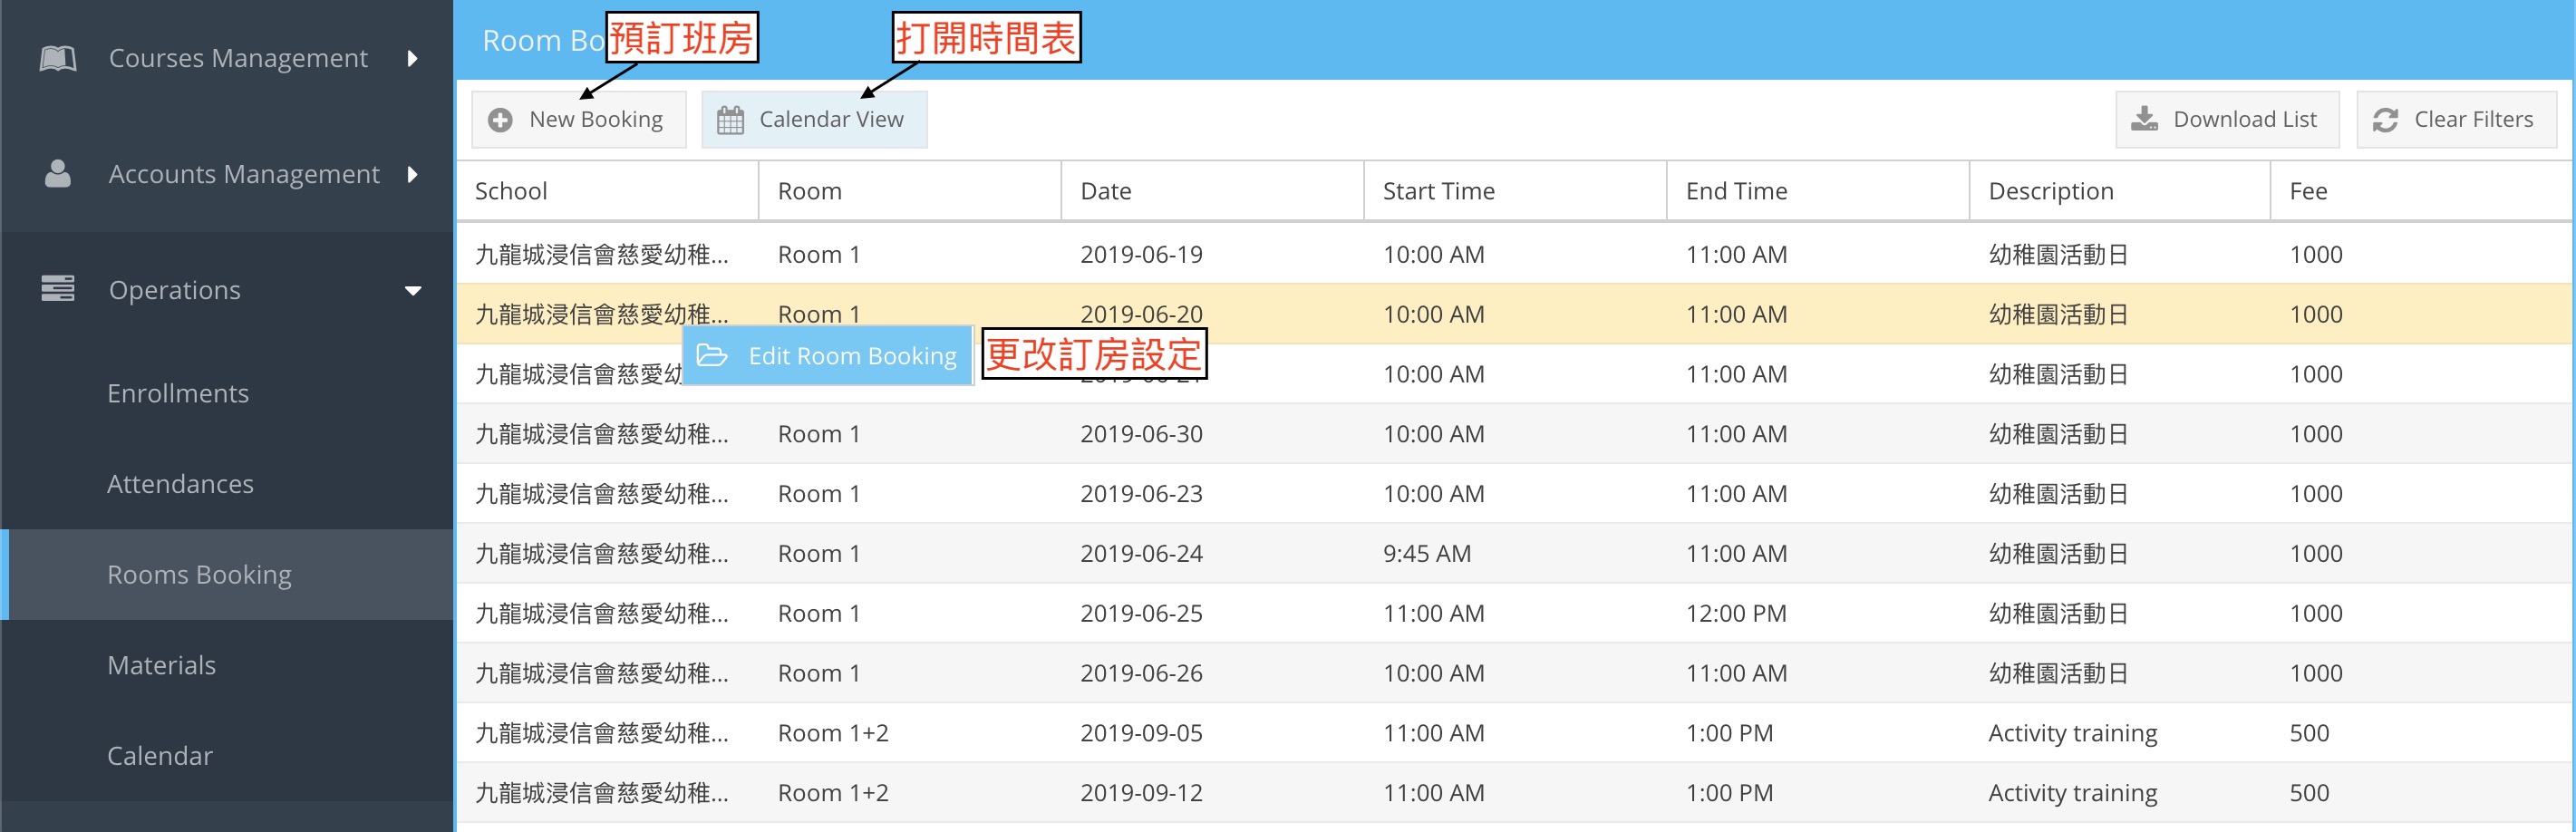 Courses Management
Accounts Management
Operations
Enrollments
Attendances
Rooms Booking
Materials
Calendar
Room Bo
預訂班房
打開時間表
New Booking
Calendar View
Download List
Clear Filters
School Room Date Start Time End Time Description Fee
九龍城浸信會慈愛幼稚... Room 1 2019-06-19 10:00 AM 11:00 AM 幼稚園活動日 1000
九龍城浸信會慈愛幼稚... Room 1 2019-06-20 10:00 AM 11:00 AM 幼稚園活動日 1000
Edit Room Booking
更改訂房設定
九龍城浸信會慈愛幼 10:00 AM 11:00 AM 幼稚園活動日 1000
九龍城浸信會慈愛幼稚... Room 1 2019-06-30 10:00 AM 11:00 AM 幼稚園活動日 1000
九龍城浸信會慈愛幼稚... Room 1 2019-06-23 10:00 AM 11:00 AM 幼稚園活動日 1000
九龍城浸信會慈愛幼稚... Room 1 2019-06-24 9:45 AM 11:00 AM 幼稚園活動日 1000
九龍城浸信會慈愛幼稚... Room 1 2019-06-25 11:00 AM 12:00 PM 幼稚園活動日 1000
九龍城浸信會慈愛幼稚... Room 1 2019-06-26 10:00 AM 11:00 AM 幼稚園活動日 1000
九龍城浸信會慈愛幼稚... Room 1+2 2019-09-05 11:00 AM 1:00 PM Activity training 500
九龍城浸信會慈愛幼稚... Room 1+2 2019-09-12 11:00 AM 1:00 PM Activity training 500